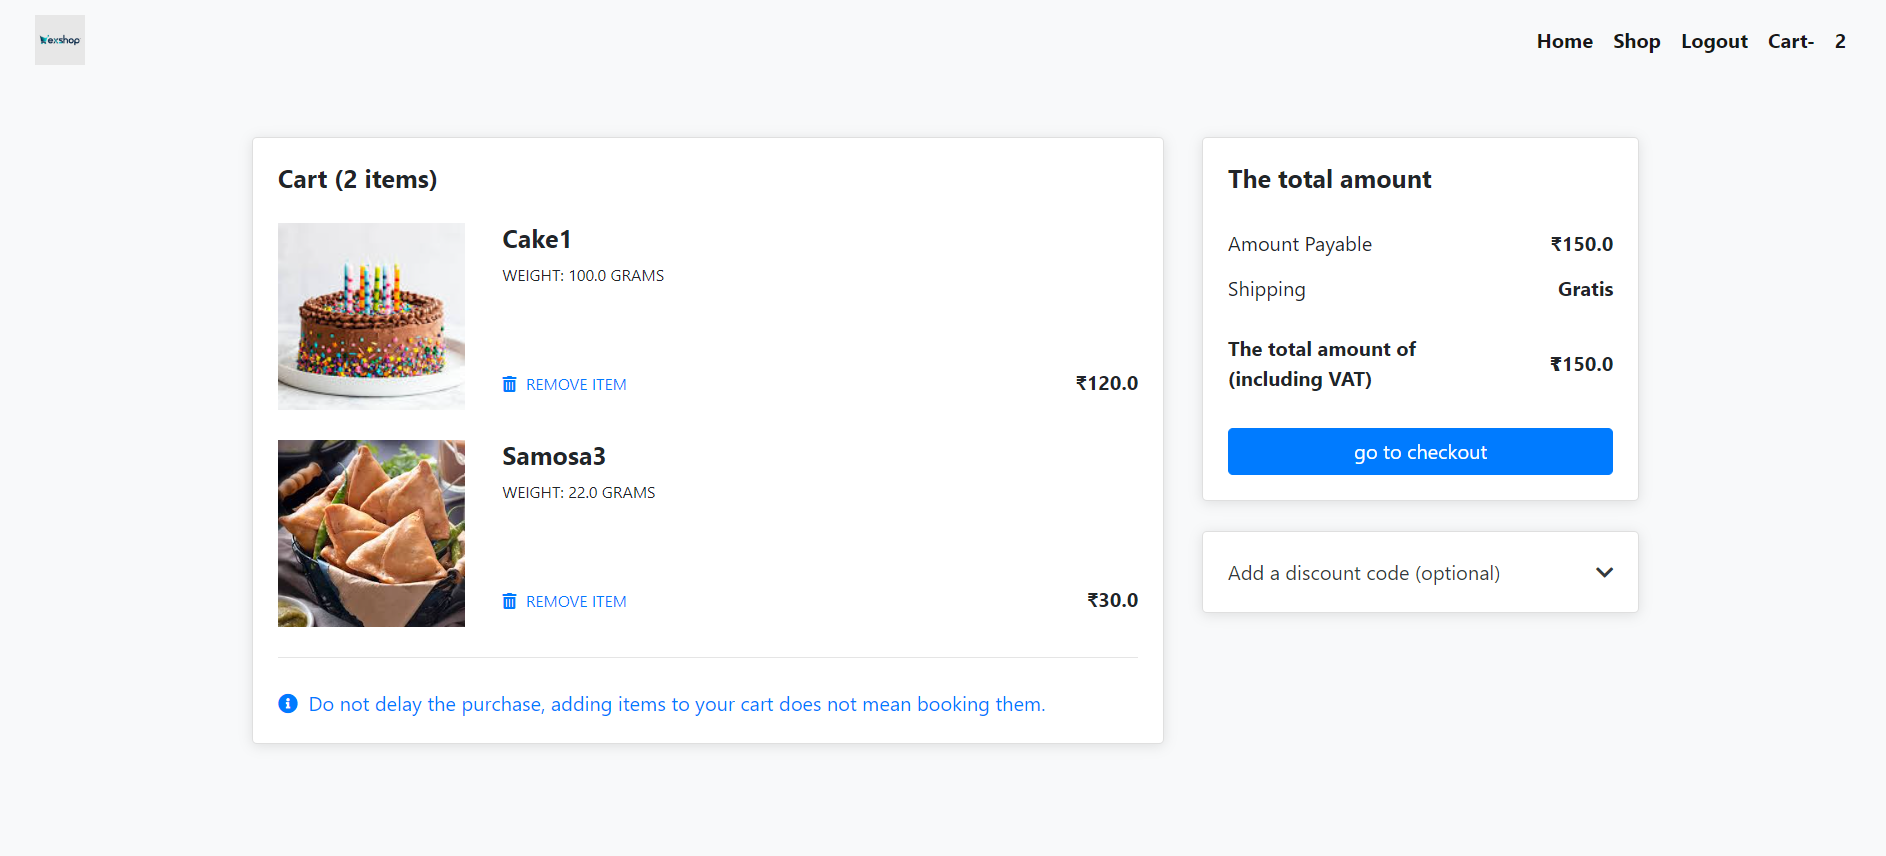 exshop
Home Shop Logout Cart- 2
Cart (2 items)
Cake1
WEIGHT: 100.0 GRAMS
REMOVE ITEM
₹120.0
Samosa3
WEIGHT: 22.0 GRAMS
REMOVE ITEM
₹30.0
Do not delay the purchase, adding items to your cart does not mean booking them.
The total amount
Amount Payable ₹150.0
Shipping Gratis
The total amount of
(including VAT)
₹150.0
go to checkout
Add a discount code (optional)